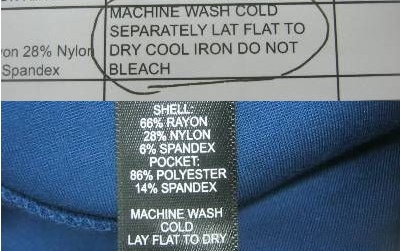 MACHINE WASH COLD
SEPARATELY LAT FLAT TO
DRY COOL IRON DO NOT
BLEACH
on 28% Nylon
Spandex
SHELL:
66% RAYON
28% NYLON
6% SPANDEX
POCKET:
86% POLYESTER
14% SPANDEX
MACHINE WASH
COLD
LAY FLAT TO DRY